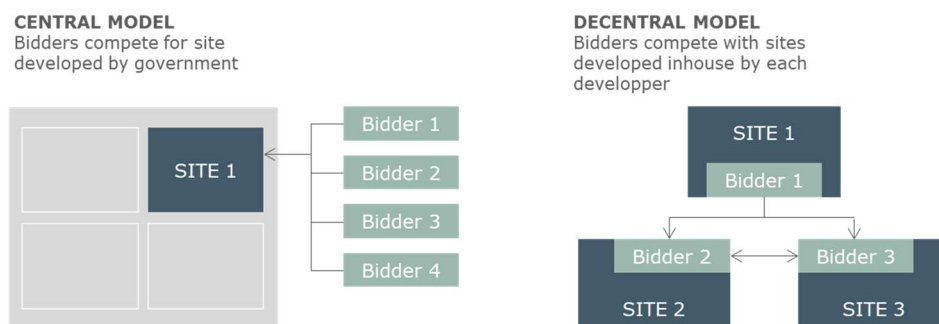 CENTRAL MODEL
Bidders compete for site
developed by government
SITE 1
Bidder 1
Bidder 2
Bidder 3
Bidder 4
DECENTRAL MODEL
Bidders compete with sites
developed inhouse by each
developper
SITE 1
Bidder 1
Bidder 2
Bidder 3
SITE 2
SITE 3